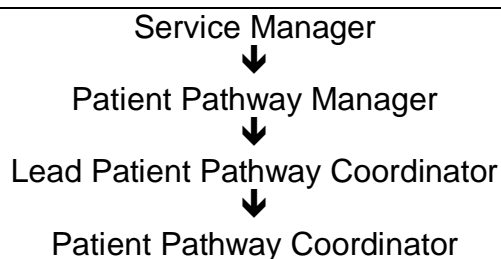 Service Manager
Patient Pathway Manager
Lead Patient Pathway Coordinator
Patient Pathway Coordinator